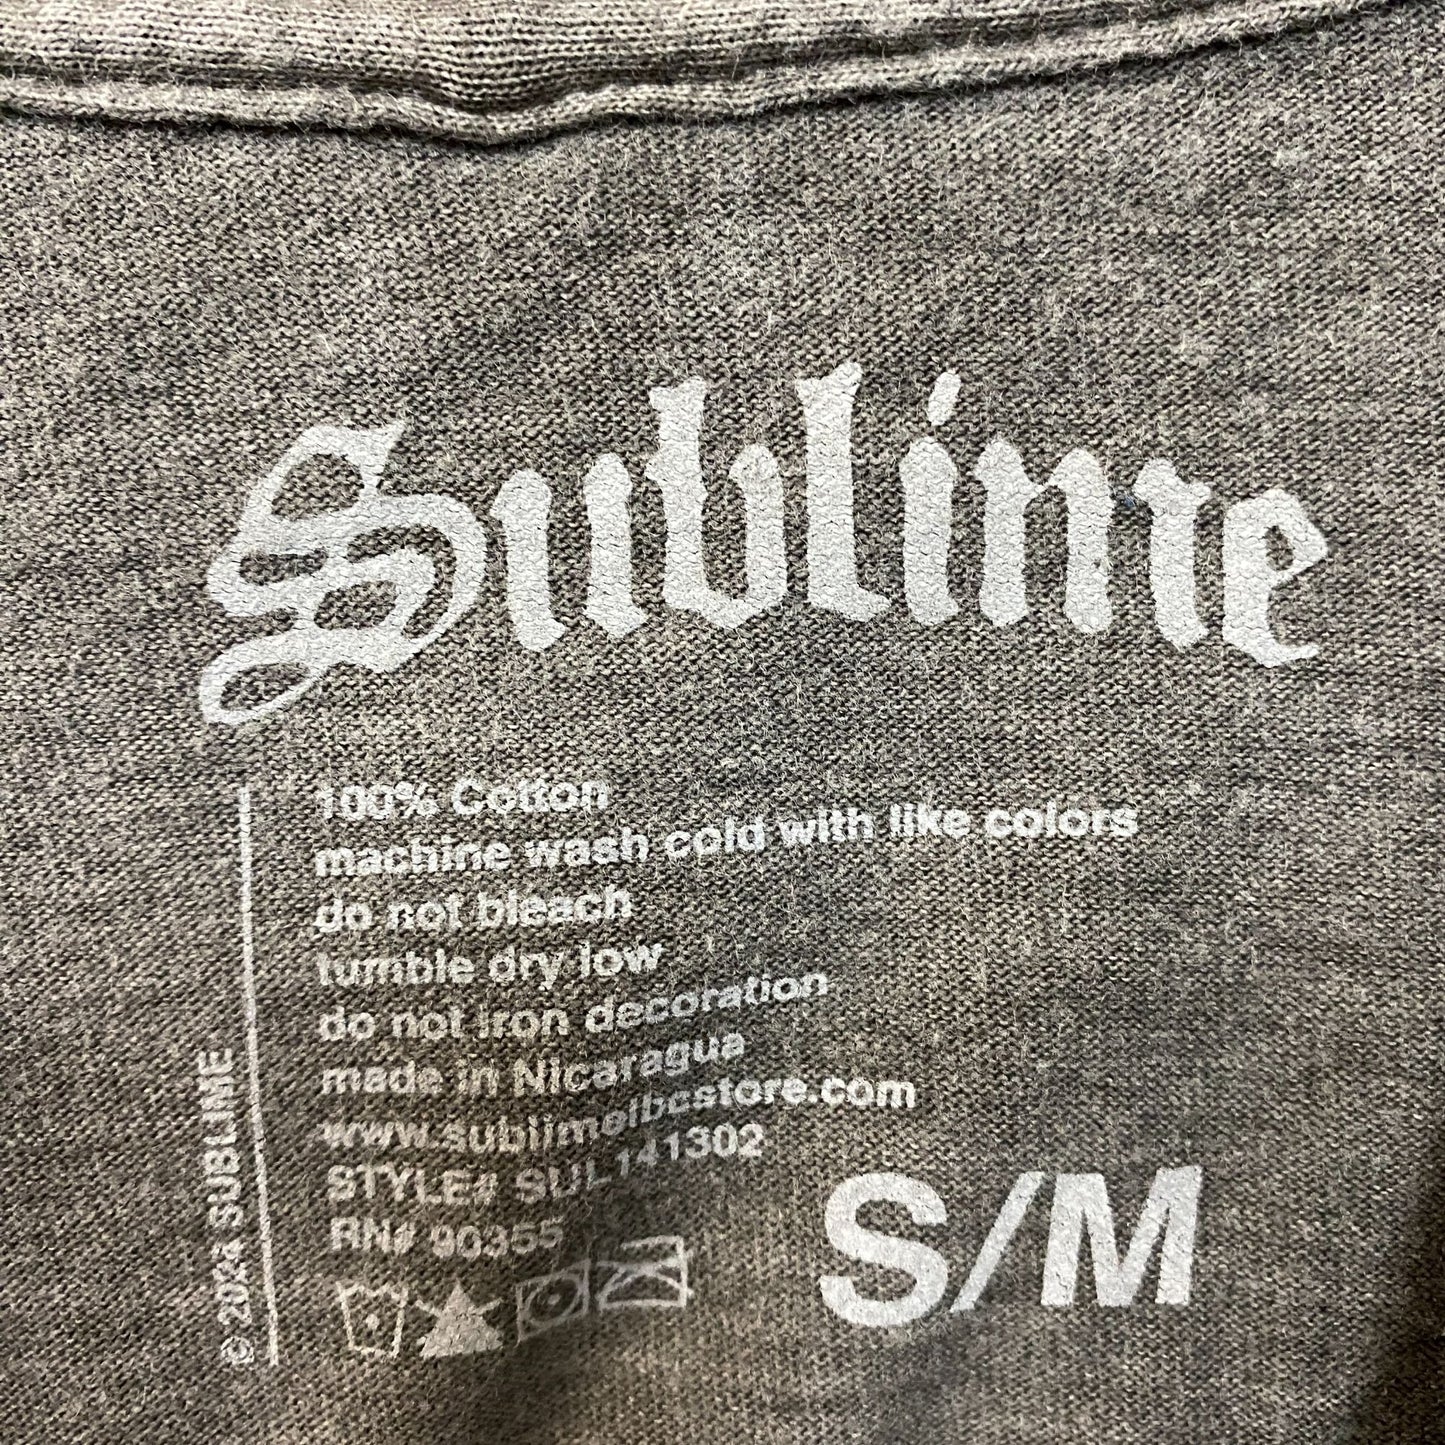 Sublime
100% Cotton
machine wash cold with like colors
do not bleach
tumble dry low
do not iron decoration
made in Nicaragua
www.sublimelbcstore.com
STYLE# SUL141302
RN# 90355
S/M
© SUBLIME